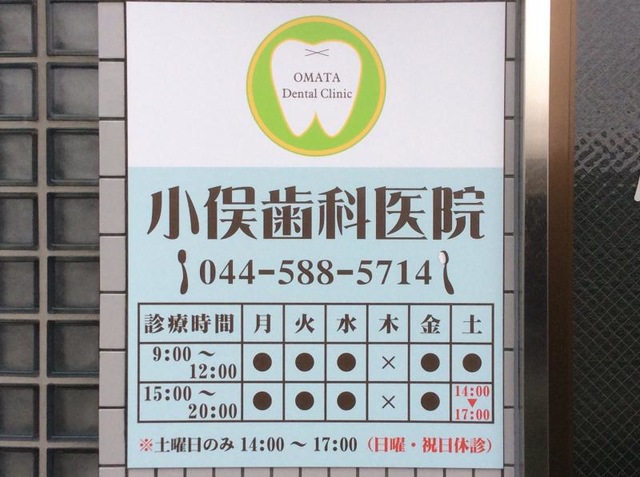 OMATA
Dental Clinic
小俣歯科医院
044-588-5714
診療時間 月 火 水 木 金 土
9:00～12:00 ● ● ● × ● ●
15:00～20:00 ● ● ● × ● 14:00▼17:00
※土曜日のみ 14:00～17:00（日曜・祝日休診）